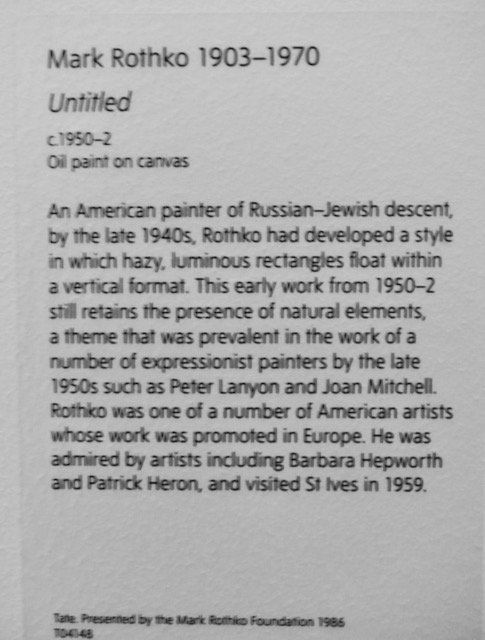 Mark Rothko 1903–1970
Untitled
c.1950–2
Oil paint on canvas
An American painter of Russian–Jewish descent,
by the late 1940s, Rothko had developed a style
in which hazy, luminous rectangles float within
a vertical format. This early work from 1950–2
still retains the presence of natural elements,
a theme that was prevalent in the work of a
number of expressionist painters by the late
1950s such as Peter Lanyon and Joan Mitchell.
Rothko was one of a number of American artists
whose work was promoted in Europe. He was
admired by artists including Barbara Hepworth
and Patrick Heron, and visited St Ives in 1959.
Tate. Presented by the Mark Rothko Foundation 1986
T04148